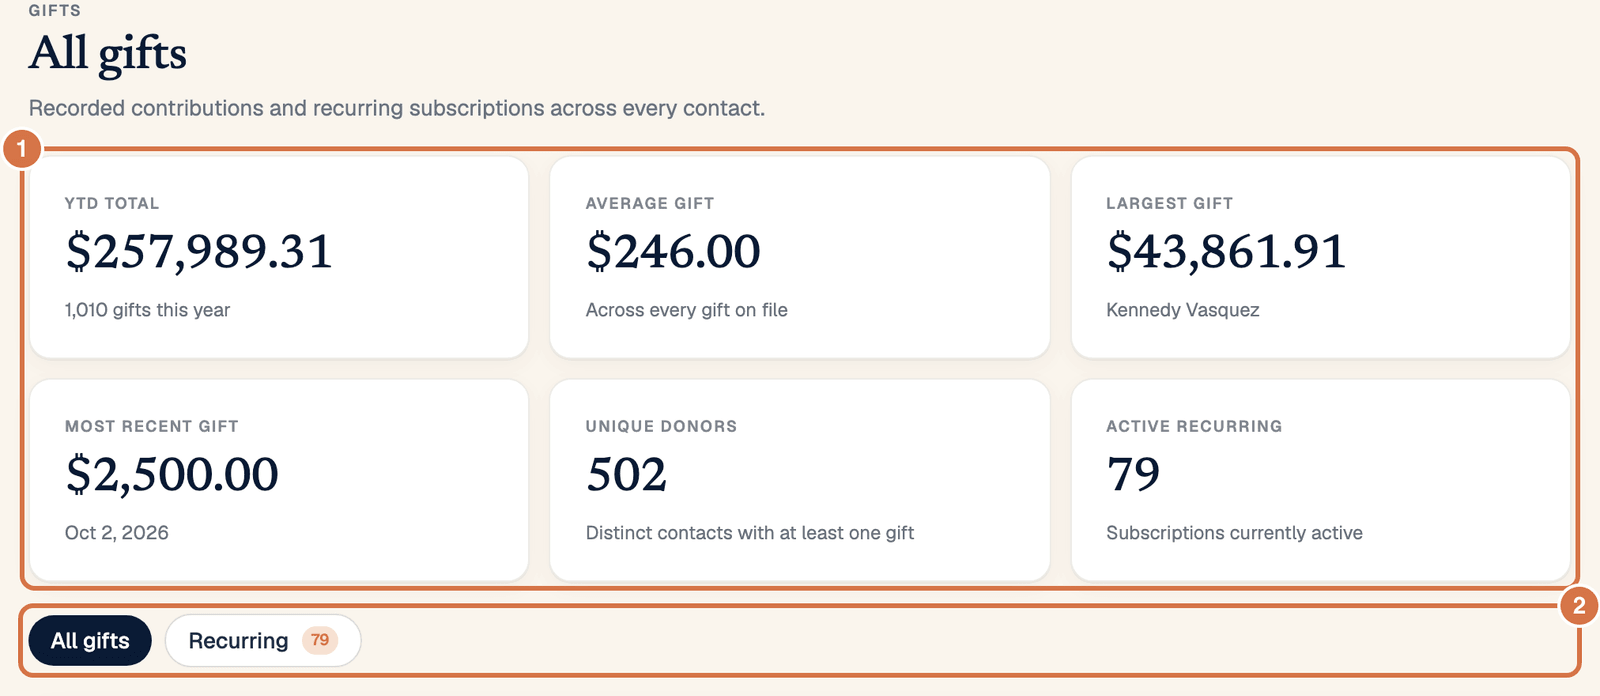 GIFTS
All gifts
Recorded contributions and recurring subscriptions across every contact.
1
YTD TOTAL
$257,989.31
1,010 gifts this year
AVERAGE GIFT
$246.00
Across every gift on file
LARGEST GIFT
$43,861.91
Kennedy Vasquez
MOST RECENT GIFT
$2,500.00
Oct 2, 2026
UNIQUE DONORS
502
Distinct contacts with at least one gift
ACTIVE RECURRING
79
Subscriptions currently active
2
All gifts
Recurring 79